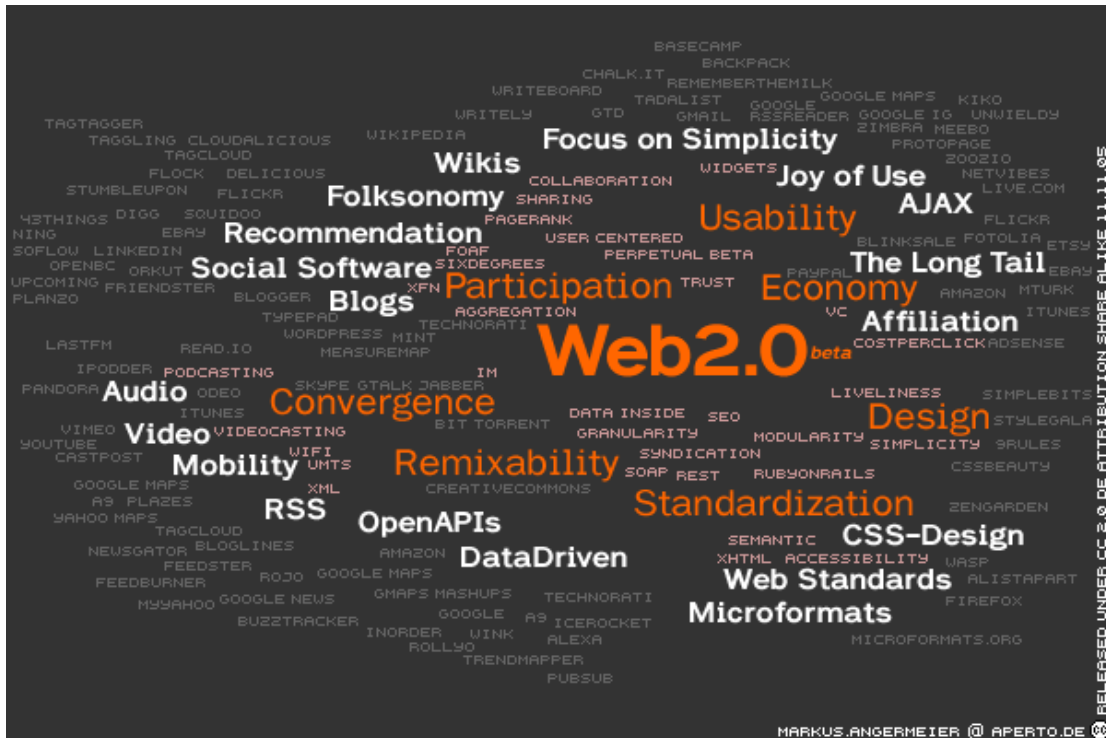 BASECAMP
BACKPACK
CHALK.IT REMEMBERTHEMILK
WRITEBOARD TADALIST GOOGLE MAPS KIKO
WRITELY GTD GMAIL GOOGLE RSSREADER GOOGLE IG UNWIELDY
TAGTAGGER WIKIPEDIA Focus on Simplicity ZIMBRA MEEBO
TAGGLING CLOUDALICIOUS PROTOPAGE
TAGCLOUD Wikis WIDGETS ZOOZIO
FLOCK DELICIOUS COLLABORATION Joy of Use NETVIBES
STUMBLEUPON FLICKR Folksonomy SHARING AJAX LIVE.COM
43THINGS DIGG SQUIDOO PAGERANK Usability FLICKR
NING EBAY Recommendation USER CENTERED BLINKSALE FOTOLIA ETSY
SOFLOW LINKEDIN FOAF PERPETUAL BETA
OPENBC ORKUT Social Software SIXDEGREES PAYPAL The Long Tail EBAY
UPCOMING FRIENDSTER XFN Participation TRUST Economy AMAZON MTURK
PLANZO BLOGGER Blogs
TYPEPAD AGGREGATION VC Affiliation ITUNES
WORDPRESS MINT TECHNORATI
LASTFM READ.IO MEASUREMAP Web2.0 beta COSTPERCLICK ADSENSE
IPODDER PODCASTING IM
PANDORA Audio ODEO SKYPE GTALK JABBER LIVELINESS SIMPLEBITS
ITUNES Convergence DATA INSIDE SEO Design STYLEGALA
VIMEO Video VIDEOCASTING BIT TORRENT GRANULARITY MODULARITY
YOUTUBE WIFI SYNDICATION SIMPLICITY 9RULES
CASTPOST Mobility UMTS Remixability SOAP REST RUBYONRAILS CSSBEAUTY
GOOGLE MAPS XML CREATIVECOMMONS
A9 PLAZES RSS Standardization ZENGARDEN
YAHOO MAPS OpenAPIs
TAGCLOUD SEMANTIC CSS-Design
NEWSGATOR BLOGLINES AMAZON DataDriven XHTML ACCESSIBILITY WASP
FEEDSTER
FEEDBURNER ROJO GOOGLE MAPS Web Standards ALISTAPART
MYYAHOO GOOGLE NEWS GMAPS MASHUPS TECHNORATI FIREFOX
BUZZTRACKER GOOGLE A9 ICEROCKET Microformats
INORDER WINK ALEXA MICROFORMATS.ORG
ROLLYO
TRENDMAPPER
PUBSUB
MARKUS.ANGERMEIER @ APERTO.DE
cc RELEASED UNDER CC 2.0 DE ATTRIBUTION SHARE ALIKE 11.11.05